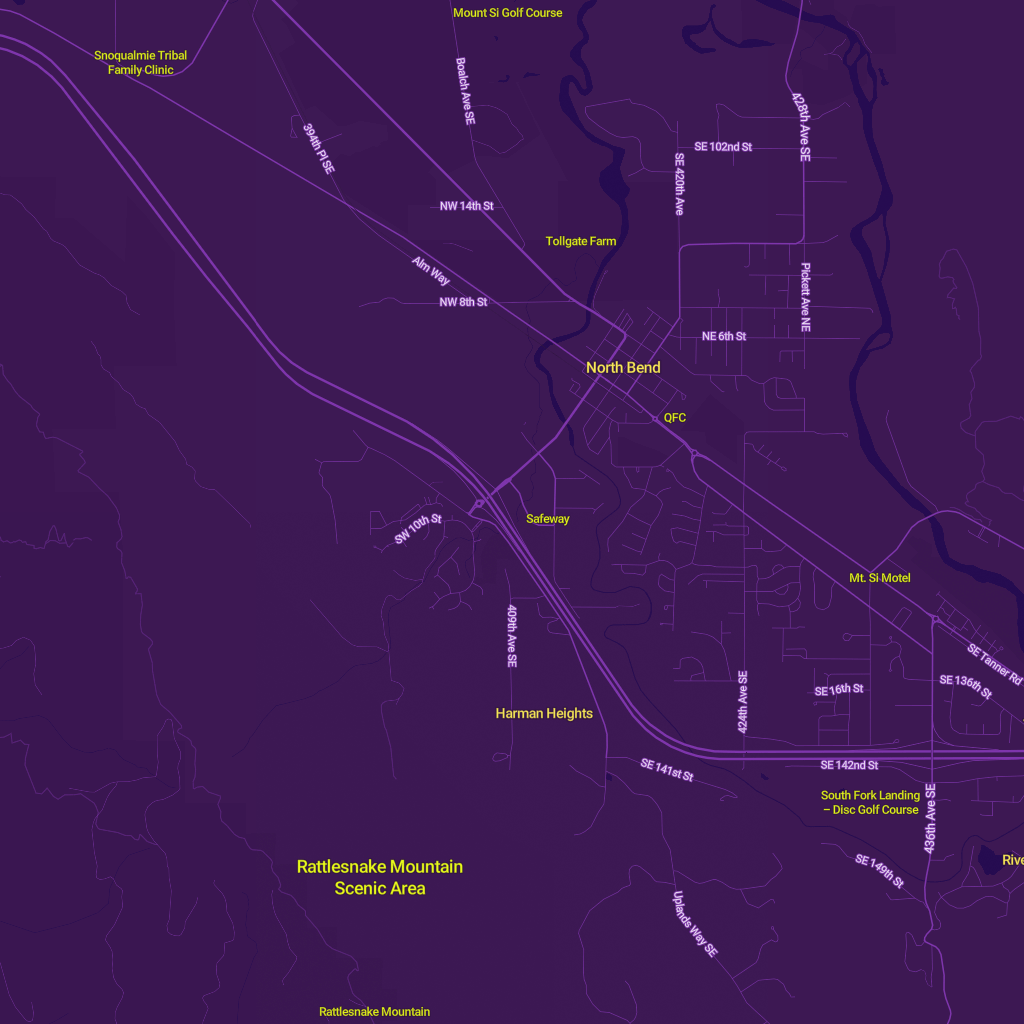 Mount Si Golf Course
Snoqualmie Tribal
Family Clinic
Boalch Ave SE
428th Ave SE
394th Pl SE
SE 102nd St
SE 420th Ave
NW 14th St
Tollgate Farm
Alm Way
Pickett Ave NE
NW 8th St
NE 6th St
North Bend
QFC
Safeway
SW 10th St
Mt. Si Motel
409th Ave SE
SE Tanner Rd
SE 136th St
SE 16th St
424th Ave SE
Harman Heights
SE 141st St
SE 142nd St
South Fork Landing
– Disc Golf Course
436th Ave SE
Rive
SE 149th St
Rattlesnake Mountain
Scenic Area
Uplands Way SE
Rattlesnake Mountain